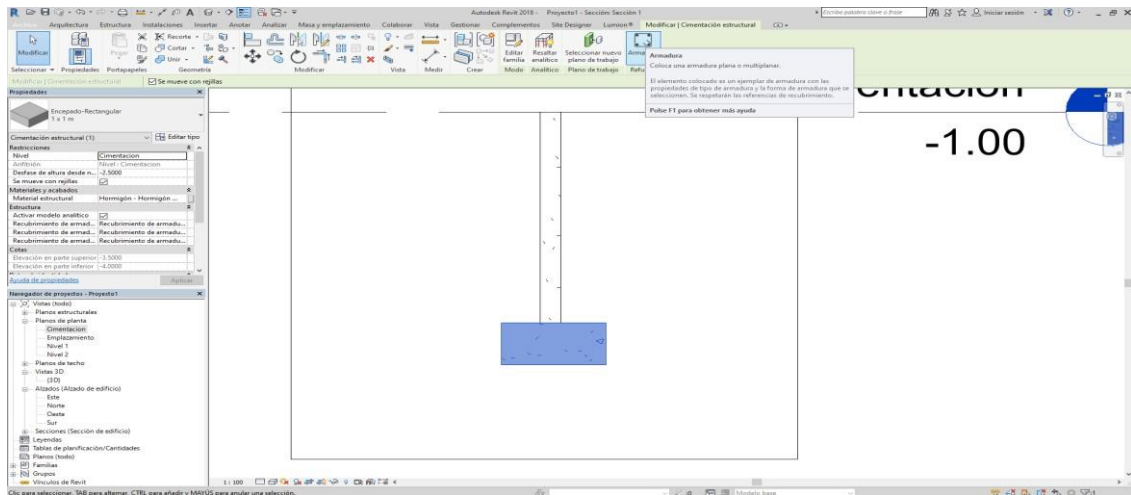 Autodesk Revit 2018 - Proyecto1 - Sección: Sección 1
Escriba palabra clave o frase
Iniciar sesión
Archivo Arquitectura Estructura Instalaciones Insertar Anotar Analizar Masa y emplazamiento Colaborar Vista Gestionar Complementos Site Designer Lumion® Modificar | Cimentación estructural
Modificar
Pegar
Recorte
Cortar
Unir
Editar familia
Resaltar analítico
Seleccionar nuevo plano de trabajo
Seleccionar Propiedades Portapapeles Geometría Modificar Vista Medir Crear Modo Analítico Plano de trabajo
Modificar | Cimentación estructural
Se mueve con rejillas
Armadura
Coloca una armadura plana o multiplanar.
El elemento colocado es un ejemplar de armadura con las
propiedades de tipo de armadura y la forma de armadura que se
seleccionen. Se respetarán las referencias de recubrimiento.
Pulse F1 para obtener más ayuda
-1.00
Propiedades
Encepado-Rectangular
1 x 1 m
Cimentación estructural (1)
Editar tipo
Restricciones
Nivel Cimentacion
Anfitrión Nivel : Cimentacion
Desfase de altura desde n... -2.5000
Se mueve con rejillas
Materiales y acabados
Material estructural Hormigón - Hormigón ...
Estructura
Activar modelo analítico
Recubrimiento de armad... Recubrimiento de armadu...
Recubrimiento de armad... Recubrimiento de armadu...
Recubrimiento de armad... Recubrimiento de armadu...
Cotas
Elevación en parte superior -3.5000
Elevación en parte inferior -4.0000
Ayuda de propiedades
Aplicar
Navegador de proyectos - Proyecto1
Vistas (todo)
Planos estructurales
Planos de planta
Cimentacion
Emplazamiento
Nivel 1
Nivel 2
Planos de techo
Vistas 3D
{3D}
Alzados (Alzado de edificio)
Este
Norte
Oeste
Sur
Secciones (Sección de edificio)
Leyendas
Tablas de planificación/Cantidades
Planos (todo)
Familias
Grupos
Vínculos de Revit
1 : 100
Clic para seleccionar, TAB para alternar, CTRL para añadir y MAYÚS para anular una selección.
Modelo base